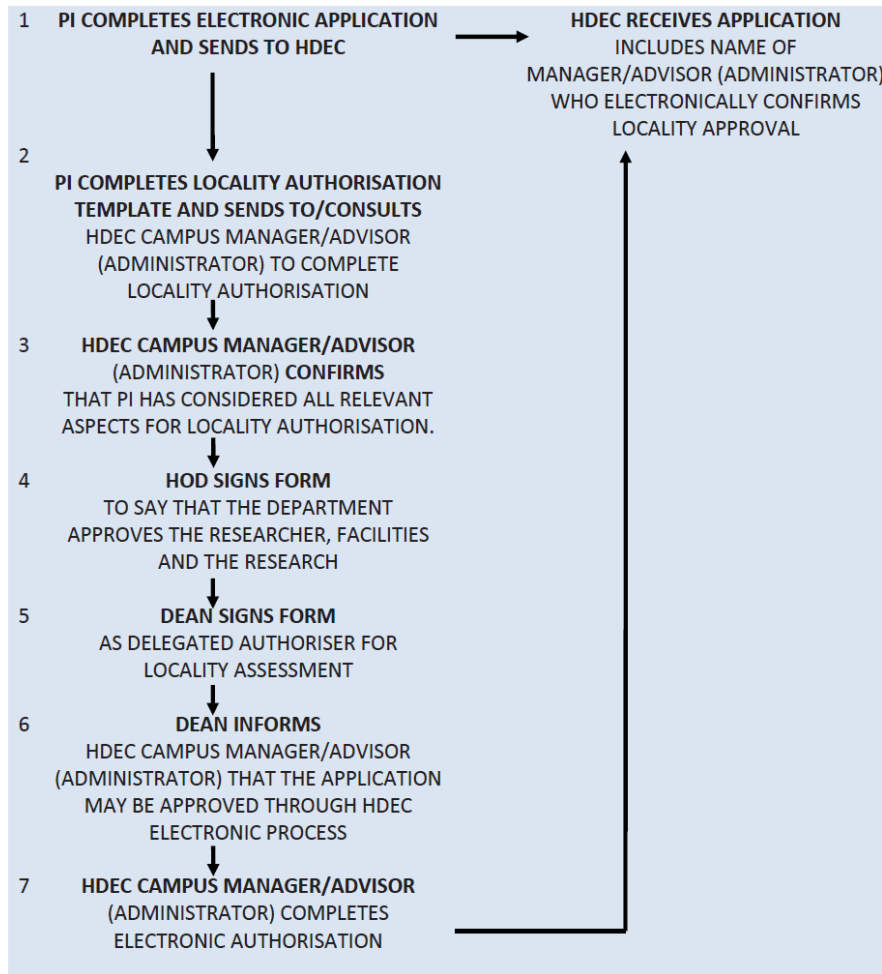 1 PI COMPLETES ELECTRONIC APPLICATION
AND SENDS TO HDEC
HDEC RECEIVES APPLICATION
INCLUDES NAME OF
MANAGER/ADVISOR (ADMINISTRATOR)
WHO ELECTRONICALLY CONFIRMS
LOCALITY APPROVAL
2
PI COMPLETES LOCALITY AUTHORISATION
TEMPLATE AND SENDS TO/CONSULTS
HDEC CAMPUS MANAGER/ADVISOR
(ADMINISTRATOR) TO COMPLETE
LOCALITY AUTHORISATION
3 HDEC CAMPUS MANAGER/ADVISOR
(ADMINISTRATOR) CONFIRMS
THAT PI HAS CONSIDERED ALL RELEVANT
ASPECTS FOR LOCALITY AUTHORISATION.
4 HOD SIGNS FORM
TO SAY THAT THE DEPARTMENT
APPROVES THE RESEARCHER, FACILITIES
AND THE RESEARCH
5 DEAN SIGNS FORM
AS DELEGATED AUTHORISER FOR
LOCALITY ASSESSMENT
6 DEAN INFORMS
HDEC CAMPUS MANAGER/ADVISOR
(ADMINISTRATOR) THAT THE APPLICATION
MAY BE APPROVED THROUGH HDEC
ELECTRONIC PROCESS
7 HDEC CAMPUS MANAGER/ADVISOR
(ADMINISTRATOR) COMPLETES
ELECTRONIC AUTHORISATION